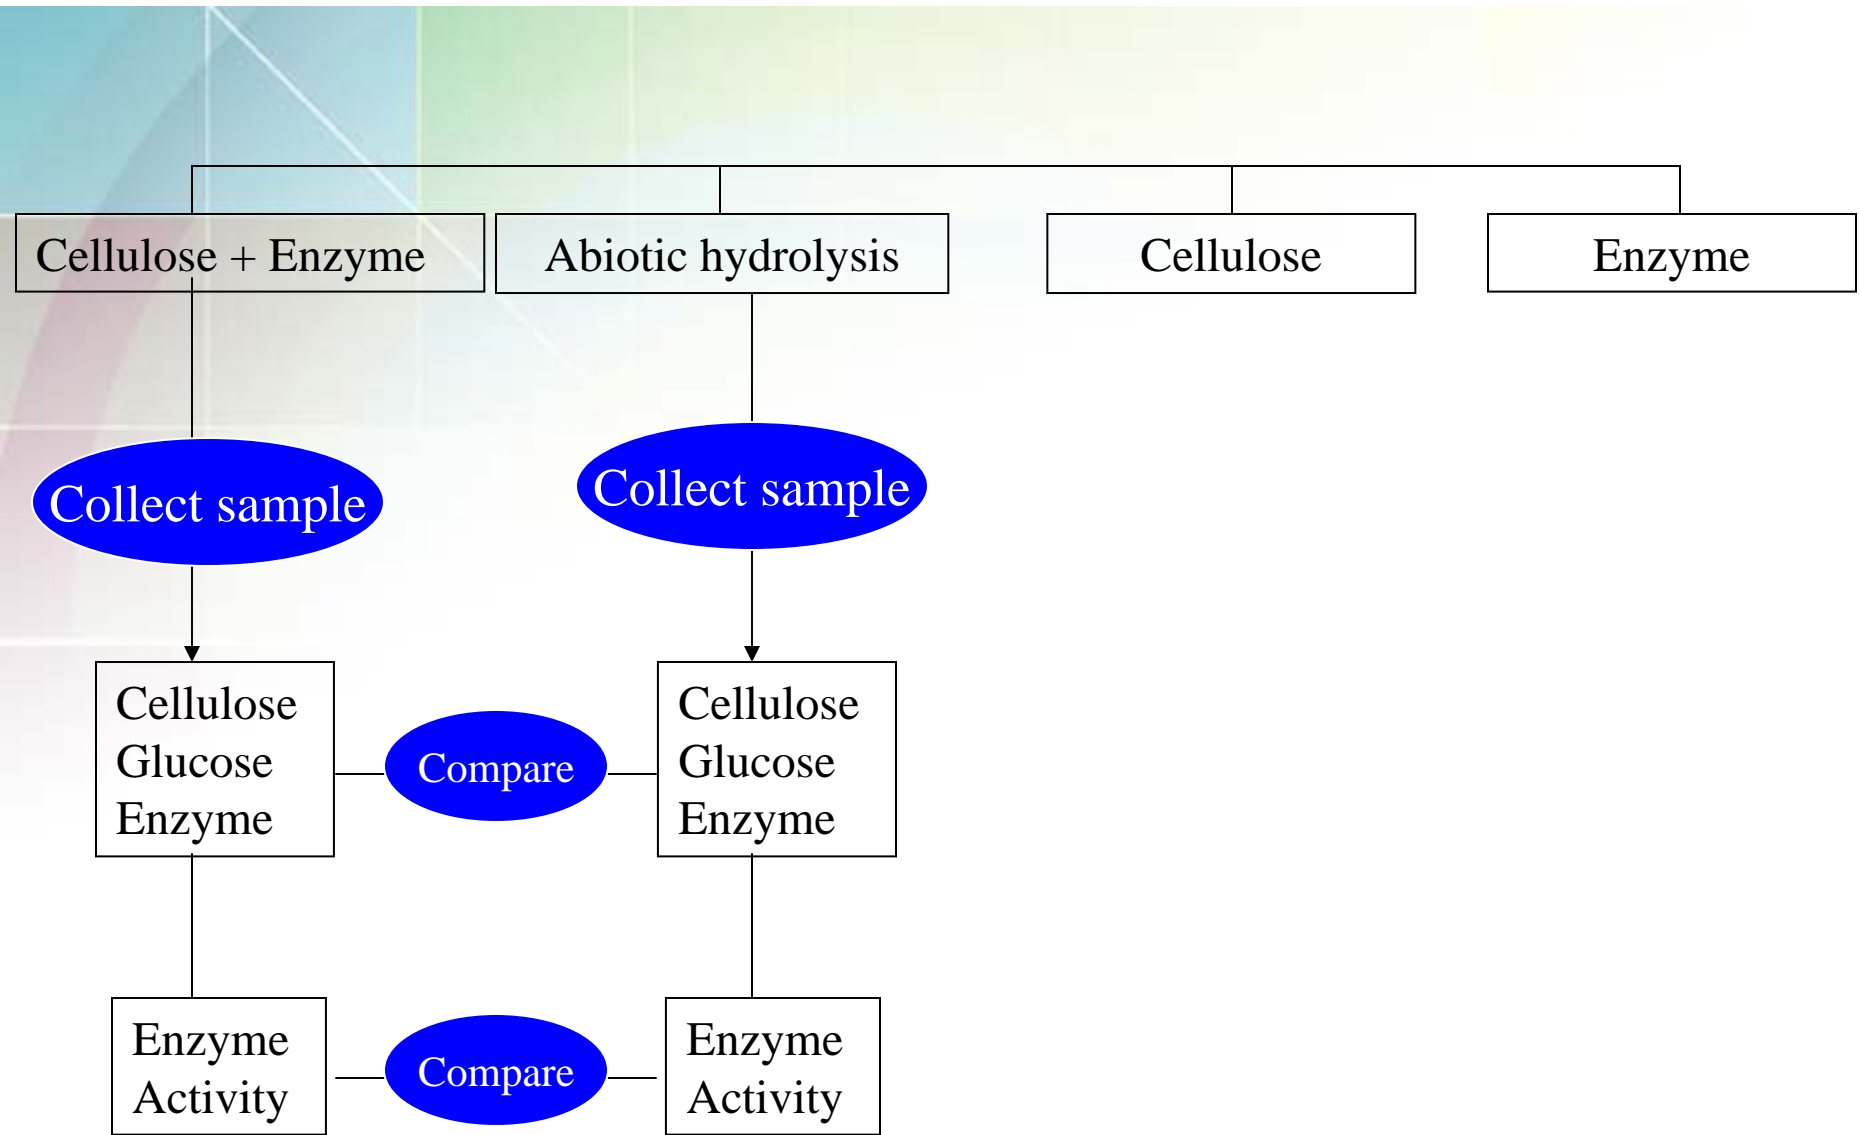 Cellulose + Enzyme
Abiotic hydrolysis
Cellulose
Enzyme
Collect sample
Collect sample
Cellulose
Glucose
Enzyme
Compare
Cellulose
Glucose
Enzyme
Enzyme
Activity
Compare
Enzyme
Activity